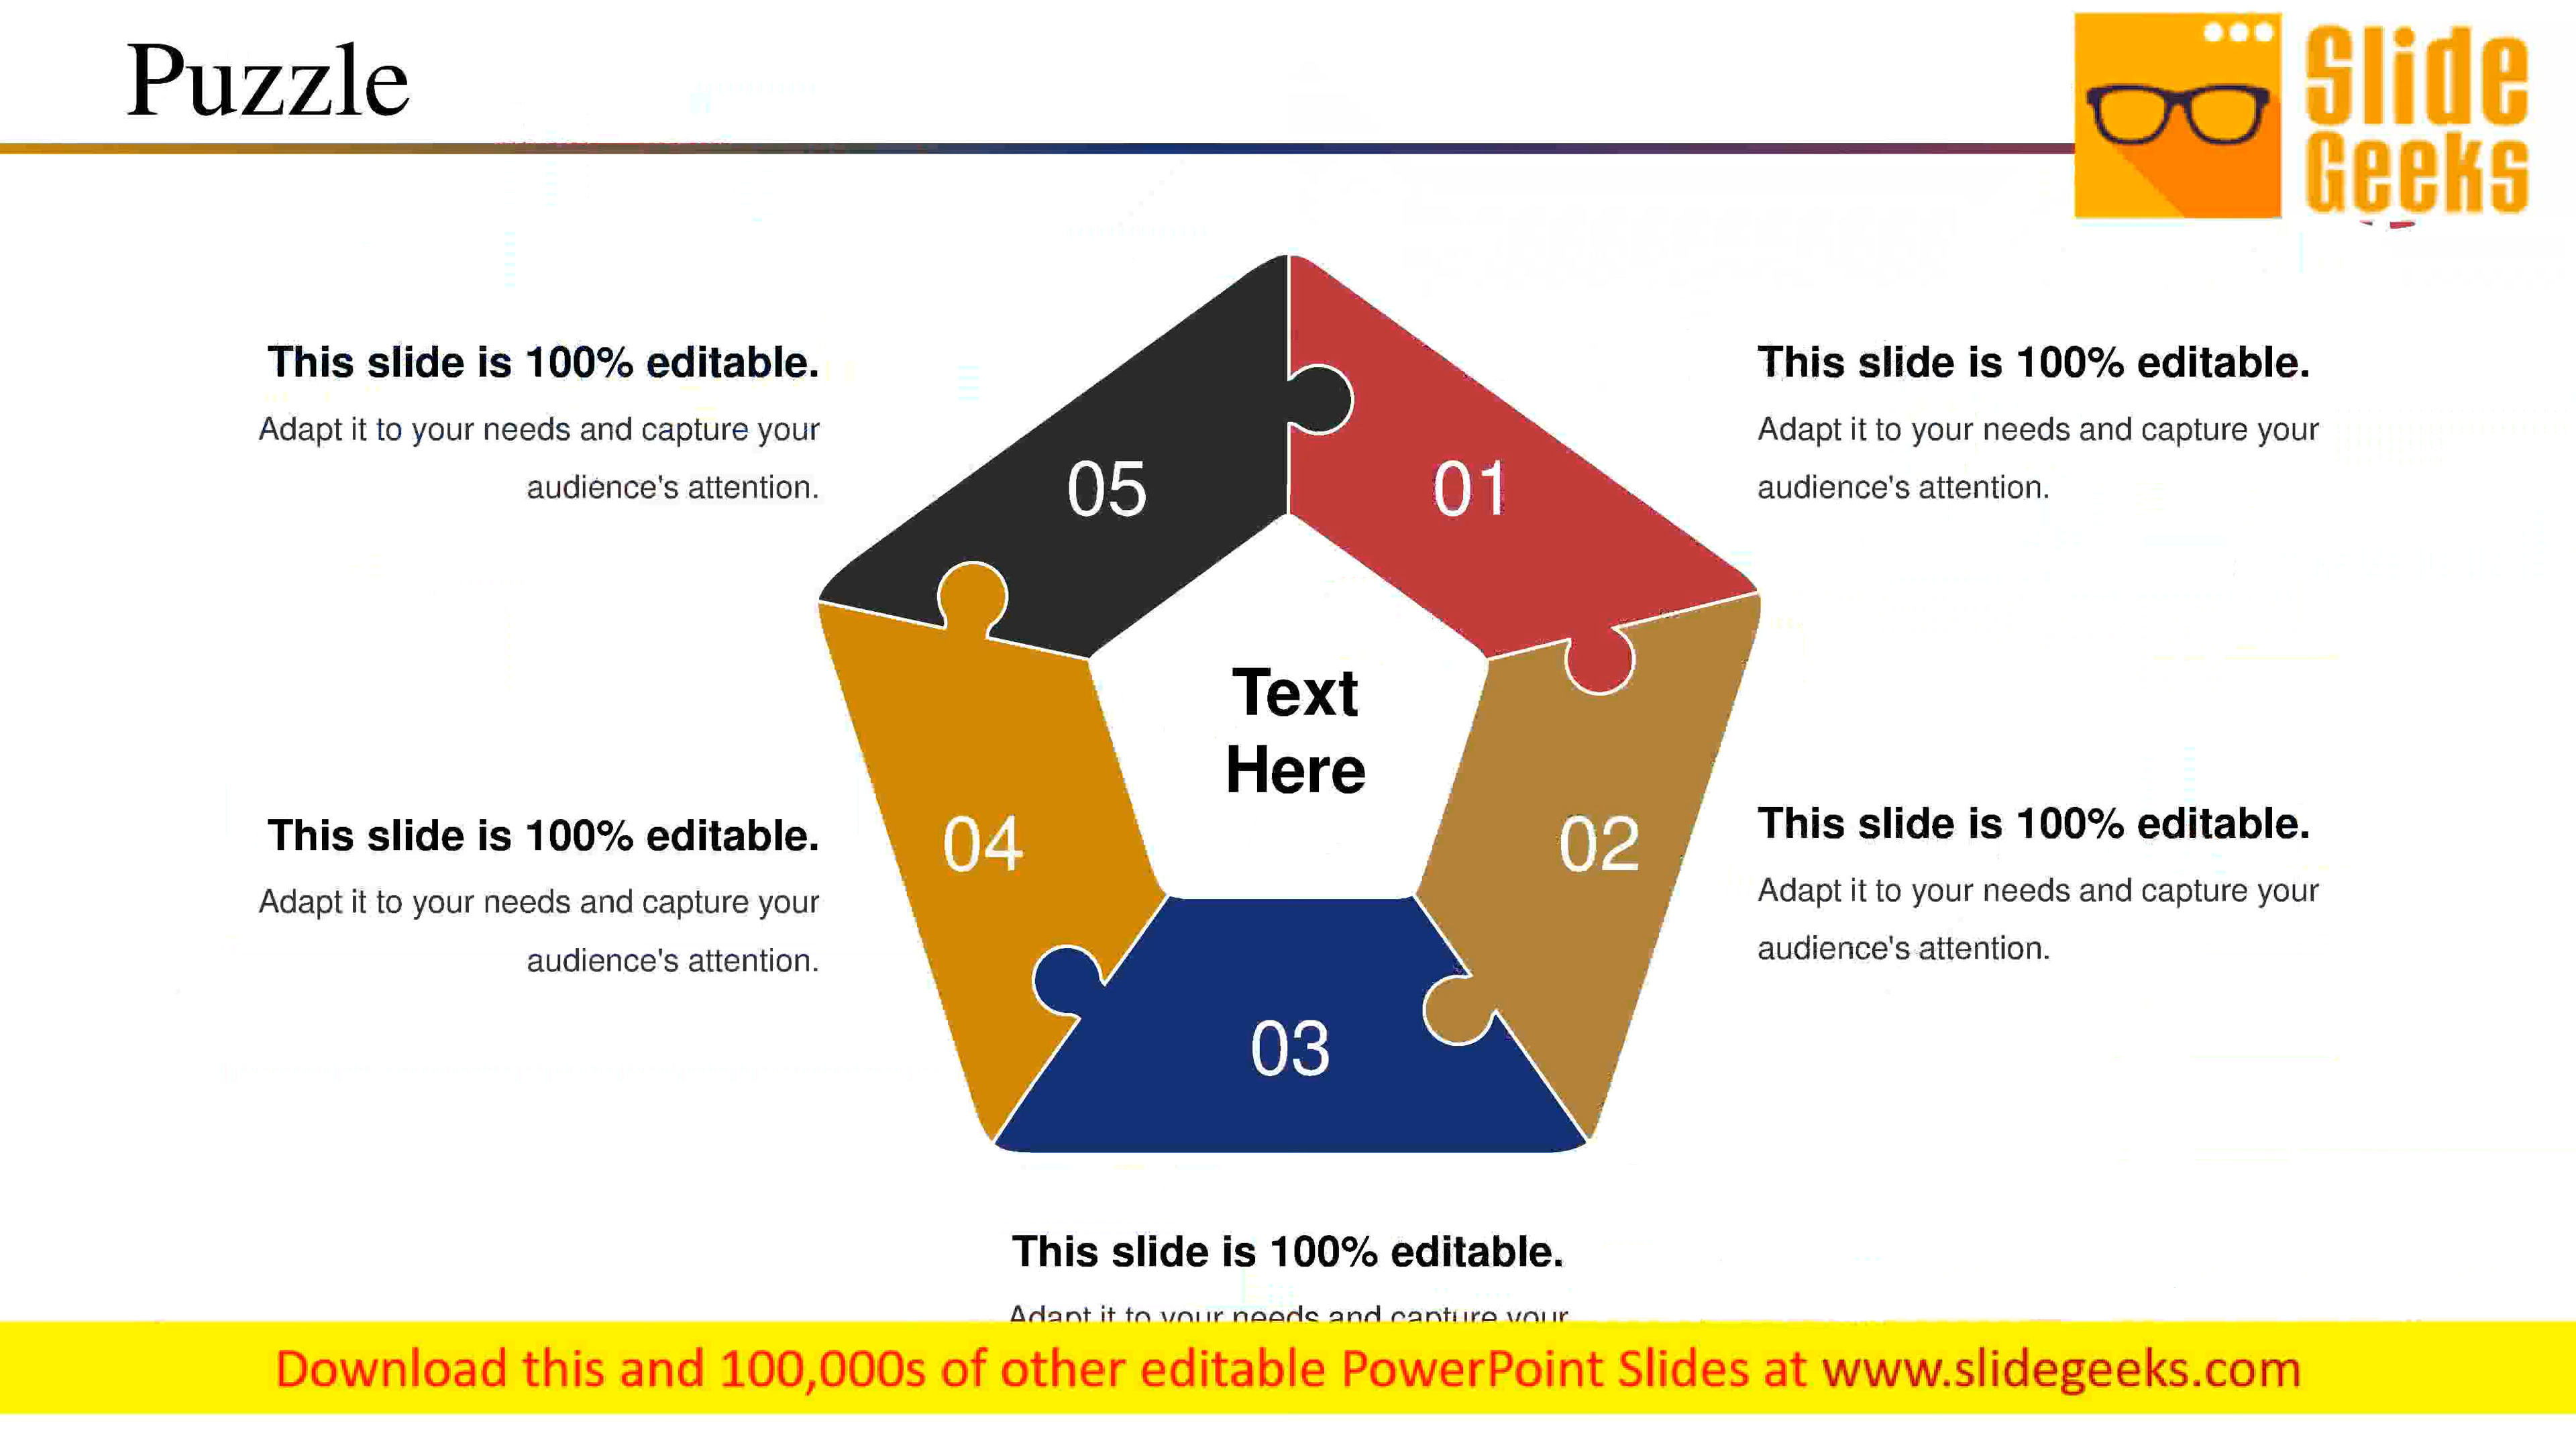 Puzzle
Slide
Geeks
This slide is 100% editable.
Adapt it to your needs and capture your
audience's attention.
05
01
This slide is 100% editable.
Adapt it to your needs and capture your
audience's attention.
Text
Here
This slide is 100% editable.
Adapt it to your needs and capture your
audience's attention.
04
02
This slide is 100% editable.
Adapt it to your needs and capture your
audience's attention.
03
This slide is 100% editable.
Adapt it to your needs and capture your
Download this and 100,000s of other editable PowerPoint Slides at www.slidegeeks.com